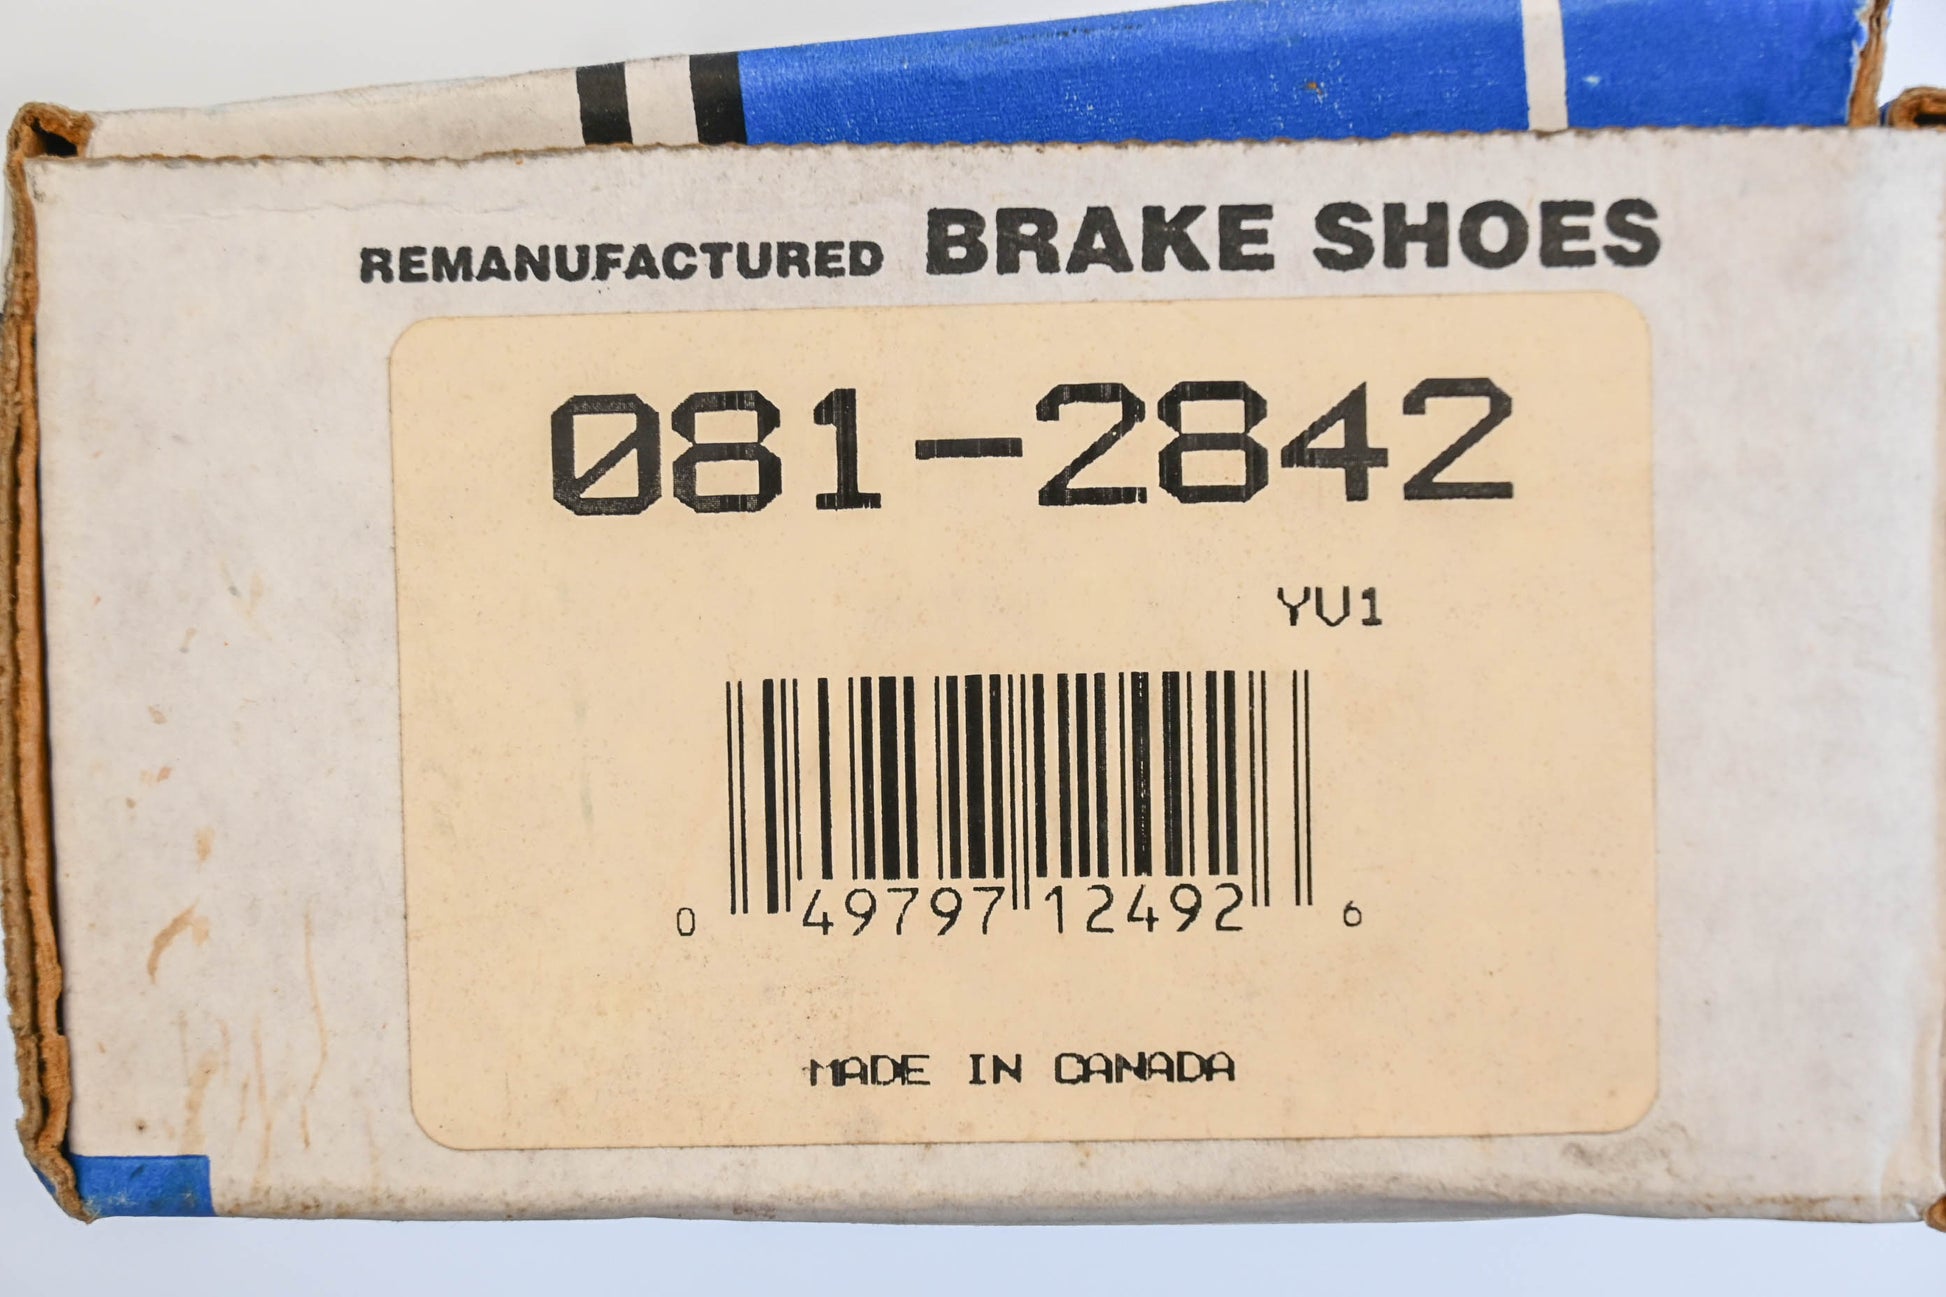 REMANUFACTURED BRAKE SHOES
081-2842
YV1
0 49797 12492 6
MADE IN CANADA